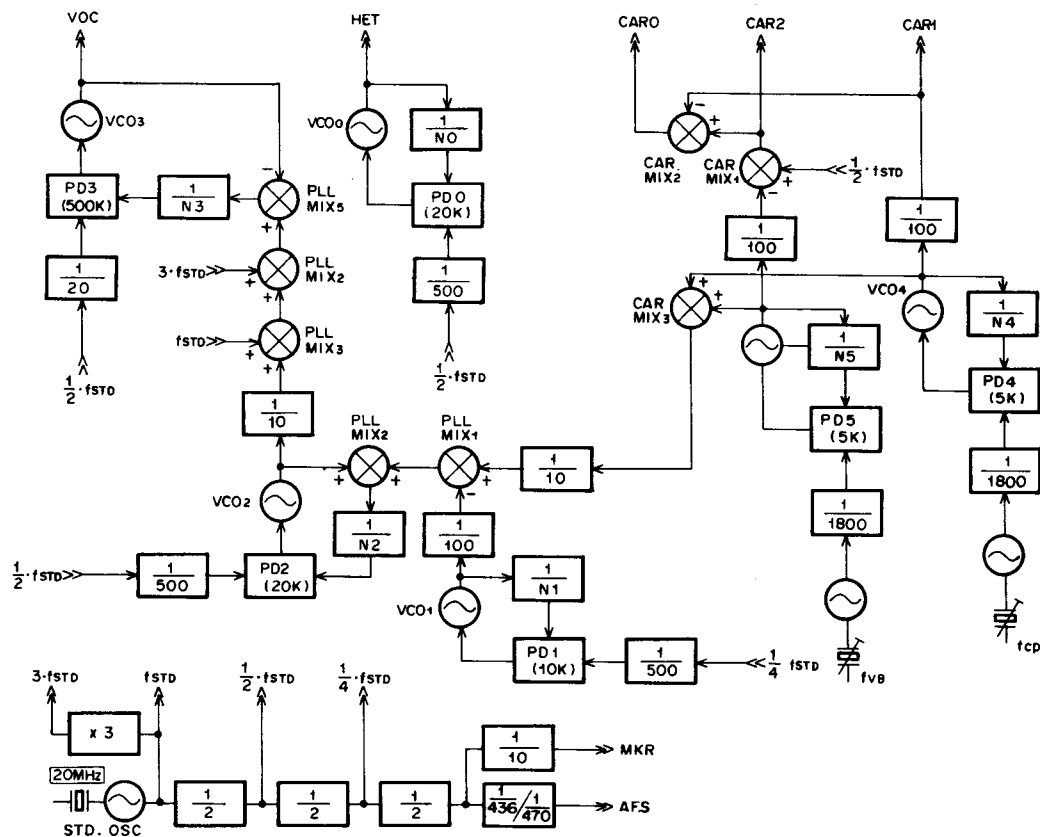 VOC
HET
CAR0
CAR2
CAR1
VCO3
VCO0
1/N0
PD3
(500K)
1/N3
PLL
MIX5
PD0
(20K)
CAR
MIX2
CAR
MIX1
1/2·fSTD
1/20
3·fSTD
PLL
MIX2
1/500
1/100
1/100
fSTD
PLL
MIX3
CAR
MIX3
VCO4
1/N4
1/2·fSTD
1/2·fSTD
1/N5
PD4
(5K)
1/10
PLL
MIX2
PLL
MIX1
1/10
PD5
(5K)
1/1800
VCO2
1/N2
1/100
1/1800
1/2·fSTD
1/500
PD2
(20K)
1/N1
VCO1
PD1
(10K)
1/500
1/4 fSTD
fVB
fCP
3·fSTD
fSTD
1/2·fSTD
1/4·fSTD
x 3
1/10
MKR
20MHz
1/2
1/2
1/2
1/436/1/470
AFS
STD. OSC